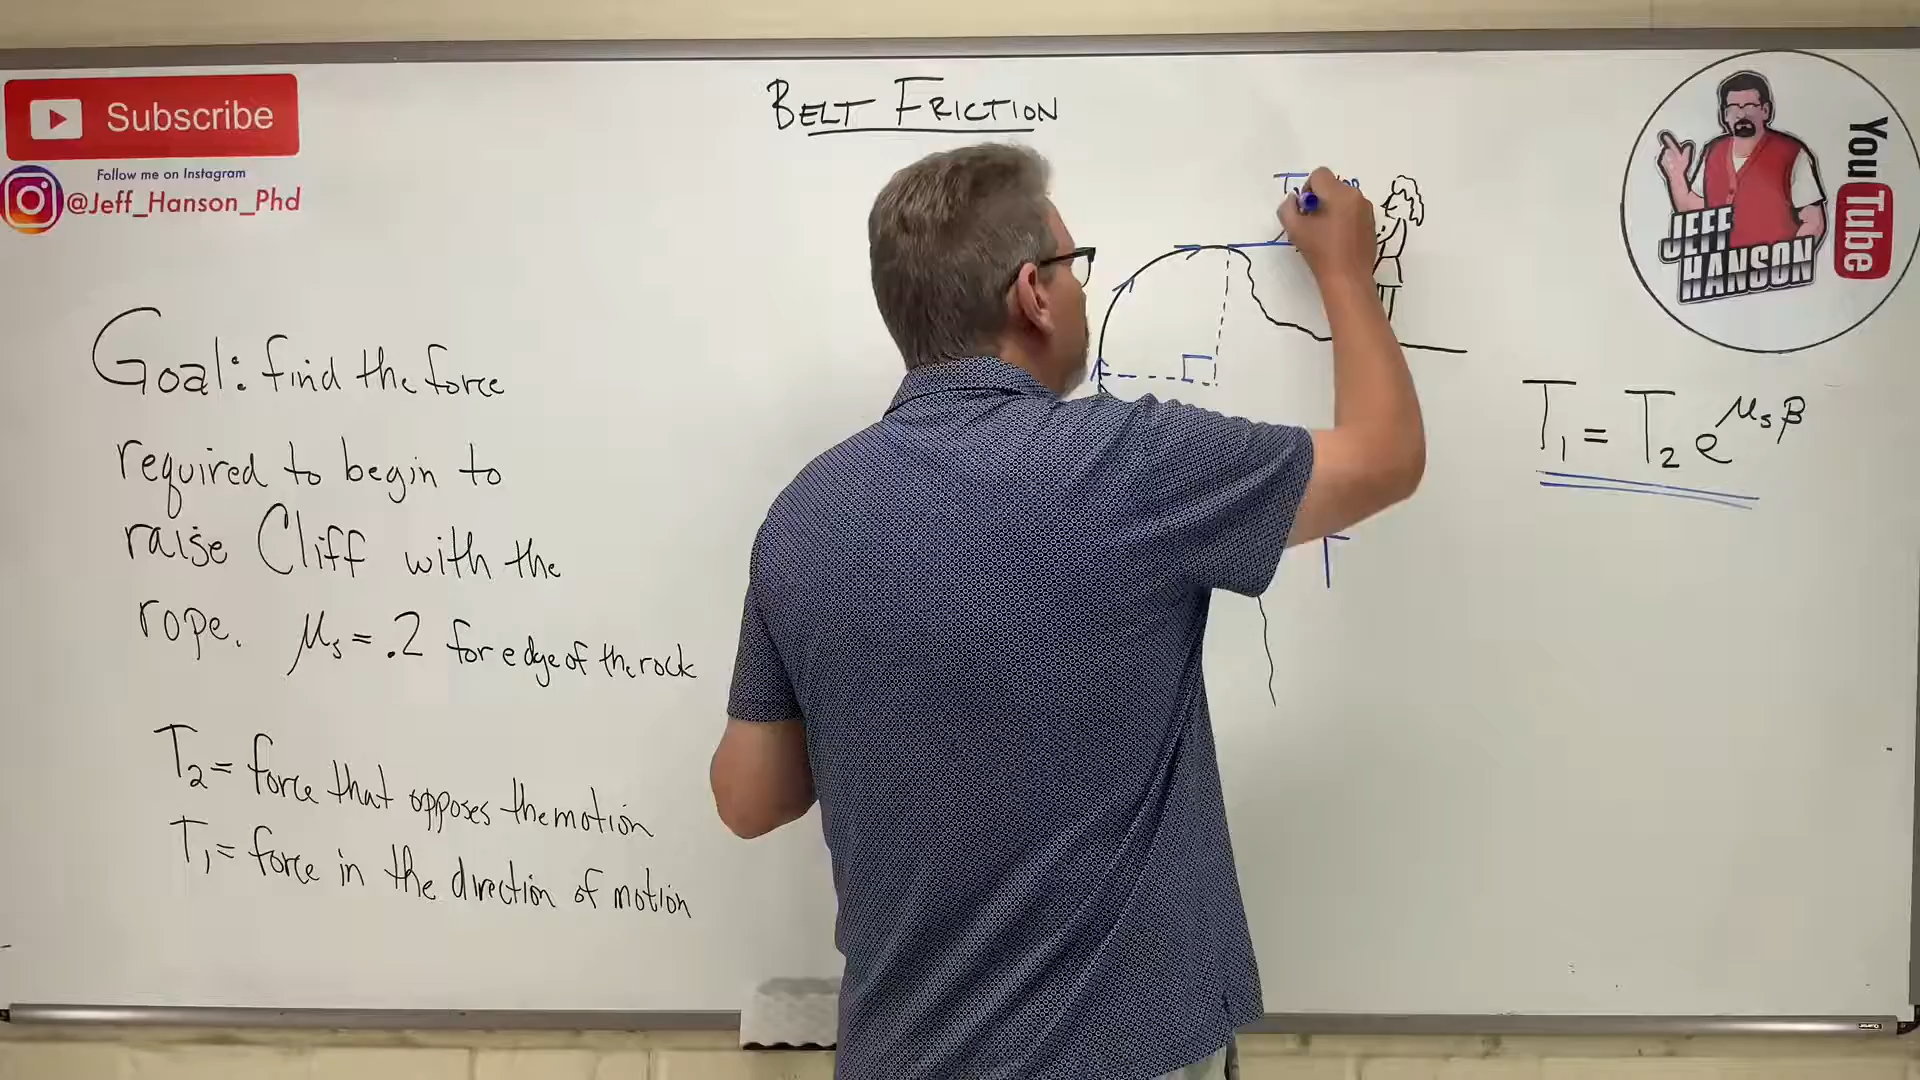 Subscribe
Follow me on Instagram
@Jeff_Hanson_Phd
BELT FRICTION
YouTube
JEFF
HANSON
Goal: find the force
required to begin to
raise Cliff with the
rope. μs = .2 for edge of the rock
T2 = force that opposes the motion
T1 = force in the direction of motion
T1 = T2 e^μsβ
T